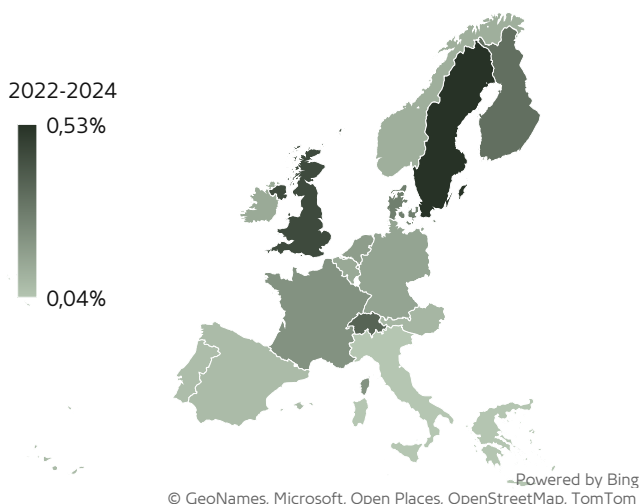 2022-2024
0,53%
0,04%
Powered by Bing
© GeoNames, Microsoft, Open Places, OpenStreetMap, TomTom